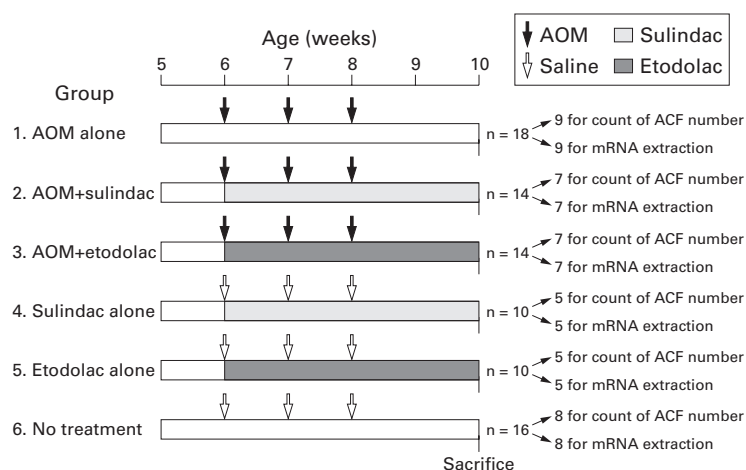 Age (weeks)
5 6 7 8 9 10
AOM Sulindac
Saline Etodolac
Group
1. AOM alone
n = 18
9 for count of ACF number
9 for mRNA extraction
2. AOM+sulindac
n = 14
7 for count of ACF number
7 for mRNA extraction
3. AOM+etodolac
n = 14
7 for count of ACF number
7 for mRNA extraction
4. Sulindac alone
n = 10
5 for count of ACF number
5 for mRNA extraction
5. Etodolac alone
n = 10
5 for count of ACF number
5 for mRNA extraction
6. No treatment
n = 16
8 for count of ACF number
8 for mRNA extraction
Sacrifice